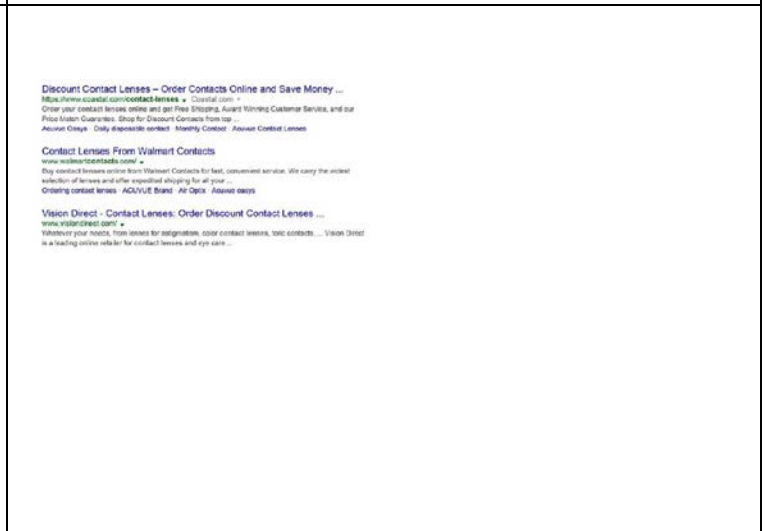 Discount Contact Lenses – Order Contacts Online and Save Money ...
https://www.coastal.com/contact-lenses ▾ Coastal.com ▾
Order your contact lenses online and get Free Shipping, Award Winning Customer Service, and our
Price Match Guarantee. Shop for Discount Contacts from top ...
Acuvue Oasys · Daily disposable contact · Monthly Contact · Acuvue Contact Lenses
Contact Lenses From Walmart Contacts
www.walmartcontacts.com/ ▾
Buy contact lenses online from Walmart Contacts for fast, convenient service. We carry the widest
selection of lenses and offer expedited shipping for all your ...
Ordering contact lenses · ACUVUE Brand · Air Optix · Acuvue oasys
Vision Direct - Contact Lenses: Order Discount Contact Lenses ...
www.visiondirect.com/ ▾
Whatever your needs, from lenses for astigmatism, color contact lenses, toric contacts, ... Vision Direct
is a leading online retailer for contact lenses and eye care ...